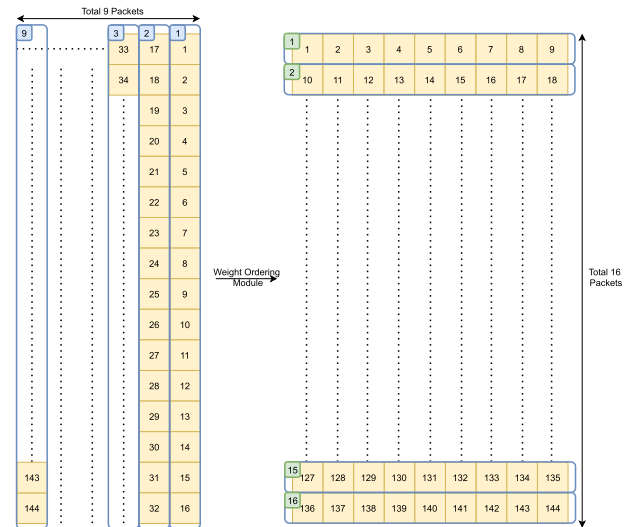 Total 9 Packets
9 3 2 1
33 17 1
34 18 2
19 3
20 4
21 5
22 6
23 7
24 8
25 9
26 10
27 11
28 12
29 13
30 14
143 31 15
144 32 16
Weight Ordering
Module
1
1 2 3 4 5 6 7 8 9
2
10 11 12 13 14 15 16 17 18
15
127 128 129 130 131 132 133 134 135
16
136 137 138 139 140 141 142 143 144
Total 16
Packets